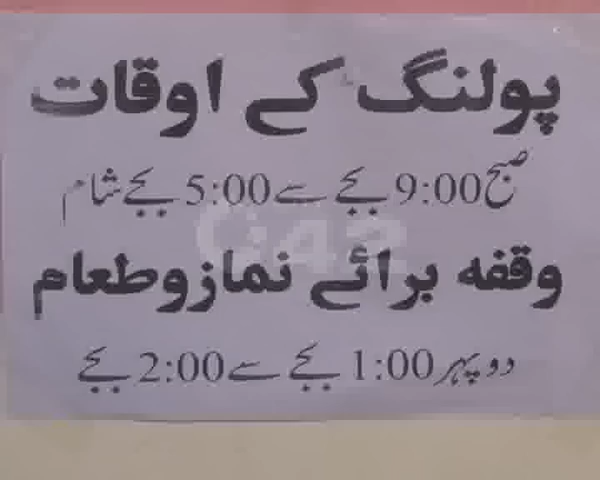 پولنگ کے اوقات
صبح 9:00 بجے سے 5:00 بجے شام
وقفہ برائے نماز و طعام
دوپہر 1:00 بجے سے 2:00 بجے
G42